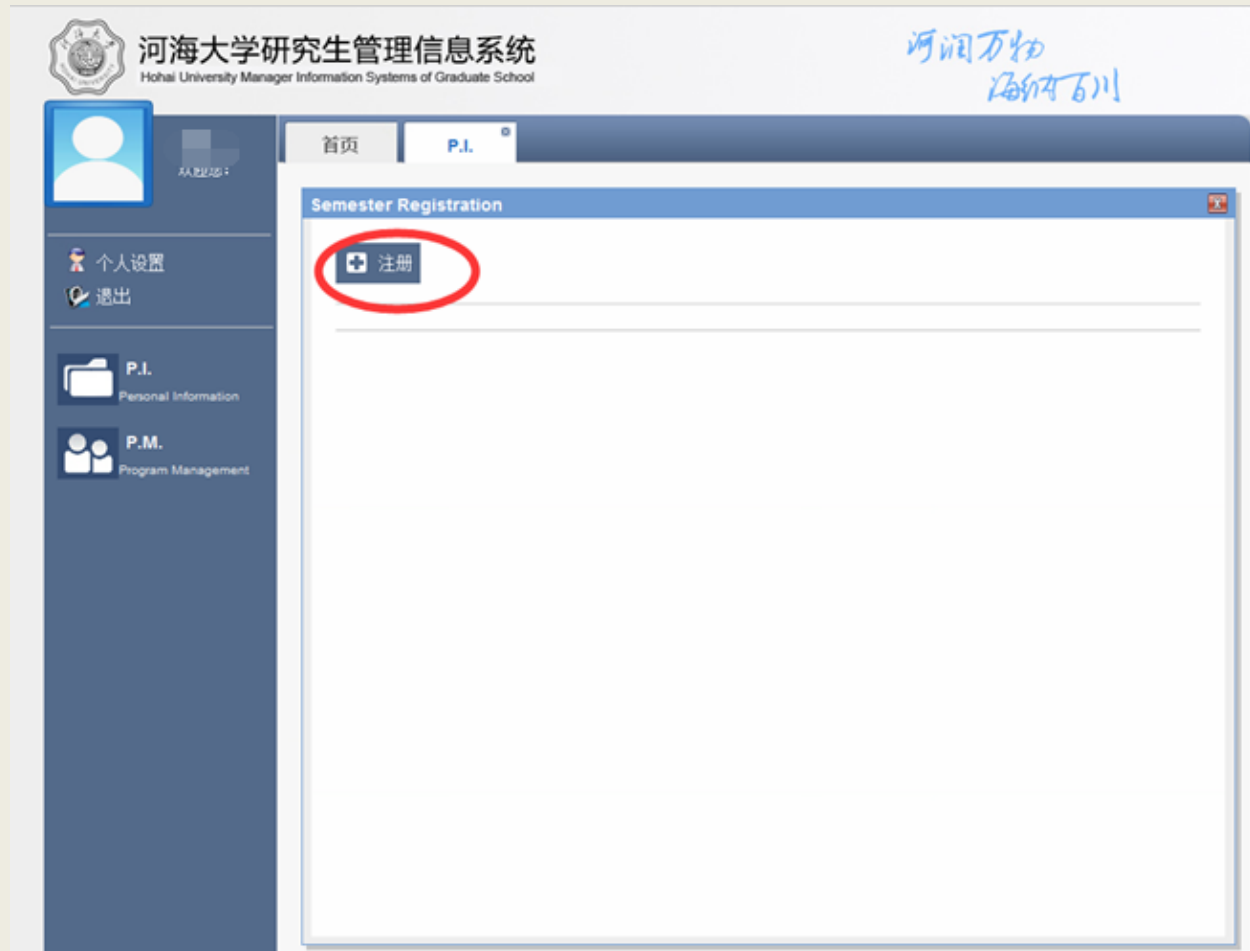 河海大学研究生管理信息系统
Hohai University Manager Information Systems of Graduate School
河润万物
海纳百川
首页
P.I.
Semester Registration
注册
个人设置
退出
P.I.
Personal Information
P.M.
Program Management